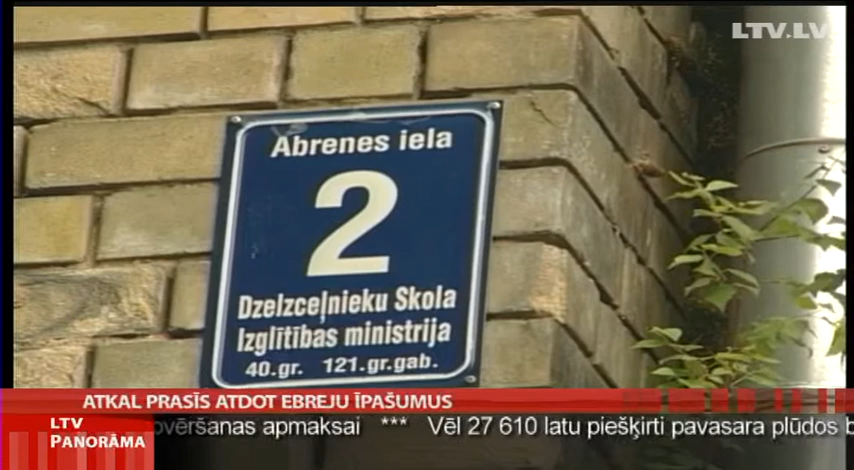 LTV.LV
Abrenes iela
2
Dzelzceļnieku Skola
Izglītības ministrija
40.gr. 121.gr.gab.
ATKAL PRASĪS ATDOT EBREJU ĪPAŠUMUS
LTV
PANORĀMA
ovēršanas apmaksai *** Vēl 27 610 latu piešķirti pavasara plūdos b